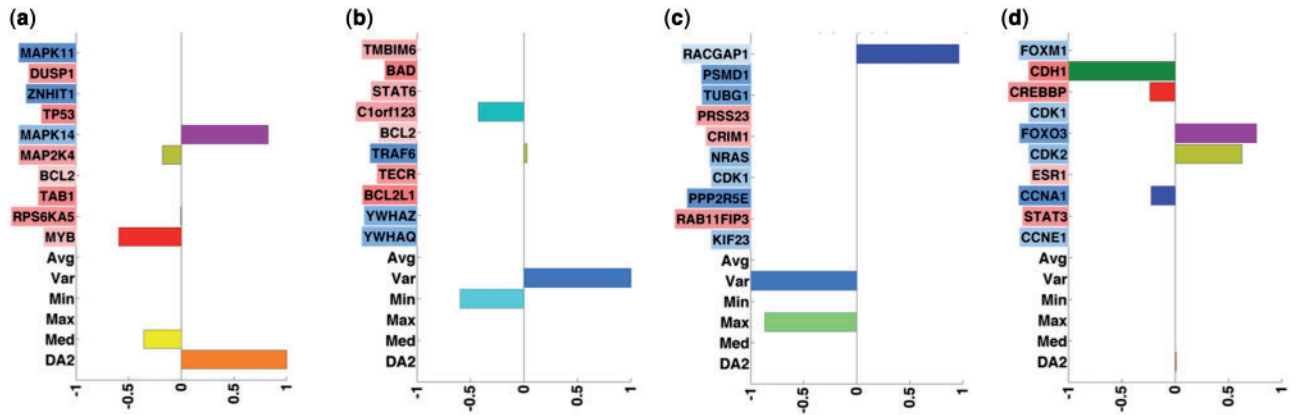 (a)
MAPK11
DUSP1
ZNHIT1
TP53
MAPK14
MAP2K4
BCL2
TAB1
RPS6KA5
MYB
Avg
Var
Min
Max
Med
DA2
-1
-0.5
0
0.5
1
(b)
TMBIM6
BAD
STAT6
C1orf123
BCL2
TRAF6
TECR
BCL2L1
YWHAZ
YWHAQ
Avg
Var
Min
Max
Med
DA2
-1
-0.5
0
0.5
1
(c)
RACGAP1
PSMD1
TUBG1
PRSS23
CRIM1
NRAS
CDK1
PPP2R5E
RAB11FIP3
KIF23
Avg
Var
Min
Max
Med
DA2
-1
-0.5
0
0.5
1
(d)
FOXM1
CDH1
CREBBP
CDK1
FOXO3
CDK2
ESR1
CCNA1
STAT3
CCNE1
Avg
Var
Min
Max
Med
DA2
-1
-0.5
0
0.5
1